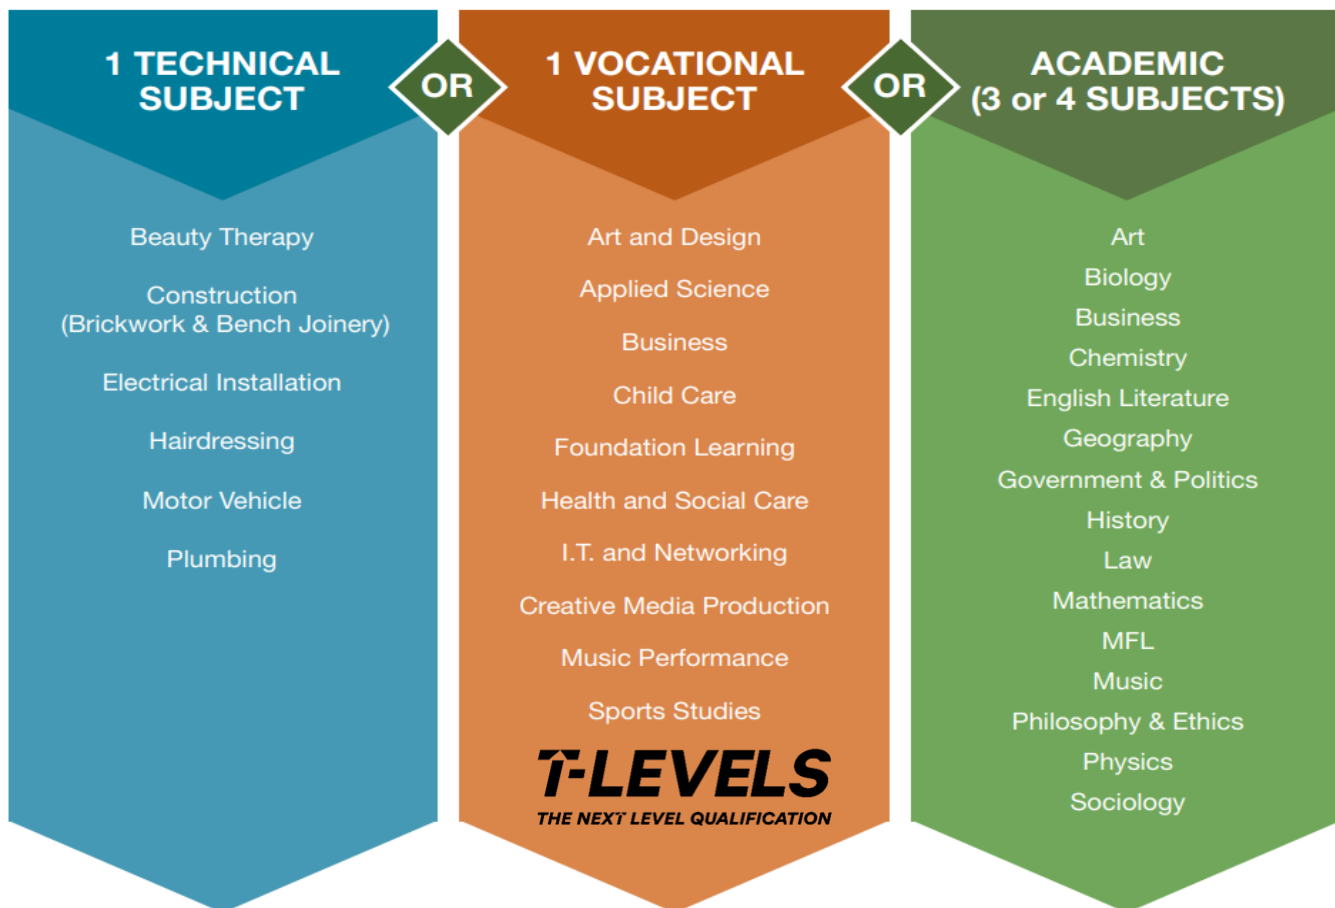 1 TECHNICAL
SUBJECT
Beauty Therapy
Construction
(Brickwork & Bench Joinery)
Electrical Installation
Hairdressing
Motor Vehicle
Plumbing
OR
1 VOCATIONAL
SUBJECT
Art and Design
Applied Science
Business
Child Care
Foundation Learning
Health and Social Care
I.T. and Networking
Creative Media Production
Music Performance
Sports Studies
T-LEVELS
THE NEXT LEVEL QUALIFICATION
OR
ACADEMIC
(3 or 4 SUBJECTS)
Art
Biology
Business
Chemistry
English Literature
Geography
Government & Politics
History
Law
Mathematics
MFL
Music
Philosophy & Ethics
Physics
Sociology